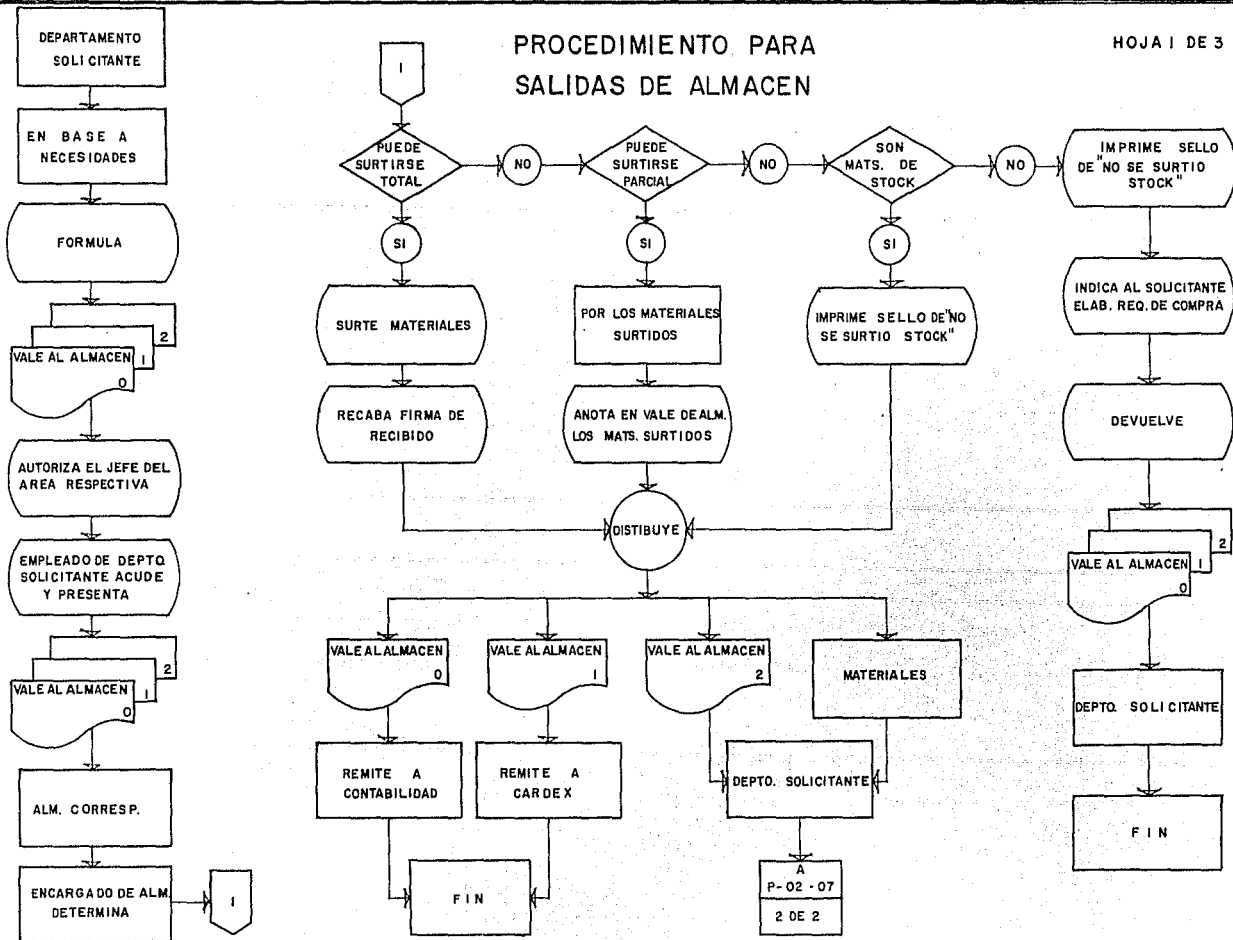 PROCEDIMIENTO PARA
SALIDAS DE ALMACEN
HOJA 1 DE 3
DEPARTAMENTO
SOLICITANTE
EN BASE A
NECESIDADES
FORMULA
2
1
VALE AL ALMACEN
0
AUTORIZA EL JEFE DEL
AREA RESPECTIVA
EMPLEADO DE DEPTO
SOLICITANTE ACUDE
Y PRESENTA
2
1
VALE AL ALMACEN
0
ALM. CORRESP.
ENCARGADO DE ALM.
DETERMINA
1
1
PUEDE
SURTIRSE
TOTAL
NO
SI
SURTE MATERIALES
RECABA FIRMA DE
RECIBIDO
PUEDE
SURTIRSE
PARCIAL
NO
SI
POR LOS MATERIALES
SURTIDOS
ANOTA EN VALE DE ALM.
LOS MATS. SURTIDOS
SON
MATS. DE
STOCK
NO
SI
IMPRIME SELLO DE "NO
SE SURTIO STOCK"
DISTIBUYE
VALE AL ALMACEN
0
VALE AL ALMACEN
1
VALE AL ALMACEN
2
MATERIALES
REMITE A
CONTABILIDAD
REMITE A
CARDEX
DEPTO. SOLICITANTE
FIN
A
P-02-07
2 DE 2
IMPRIME SELLO
DE "NO SE SURTIO
STOCK"
INDICA AL SOLICITANTE
ELAB. REQ. DE COMPRA
DEVUELVE
2
1
VALE AL ALMACEN
0
DEPTO. SOLICITANTE
FIN